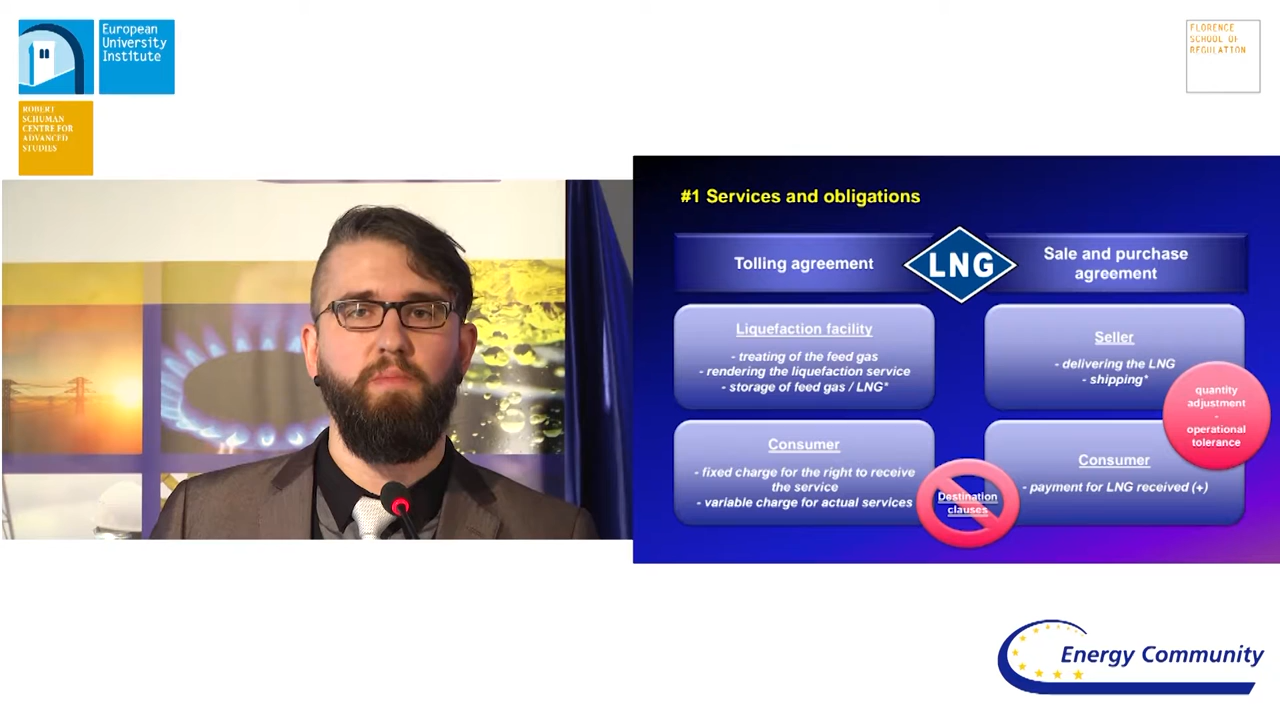 European
University
Institute
ROBERT
SCHUMAN
CENTRE FOR
ADVANCED
STUDIES
FLORENCE
SCHOOL OF
REGULATION
#1 Services and obligations
Tolling agreement
LNG
Sale and purchase
agreement
Liquefaction facility
- treating of the feed gas
- rendering the liquefaction service
- storage of feed gas / LNG*
Seller
- delivering the LNG
- shipping*
quantity
adjustment
-
operational
tolerance
Consumer
- fixed charge for the right to receive
the service
- variable charge for actual services
Destination
clauses
Consumer
- payment for LNG received (+)
Energy Community